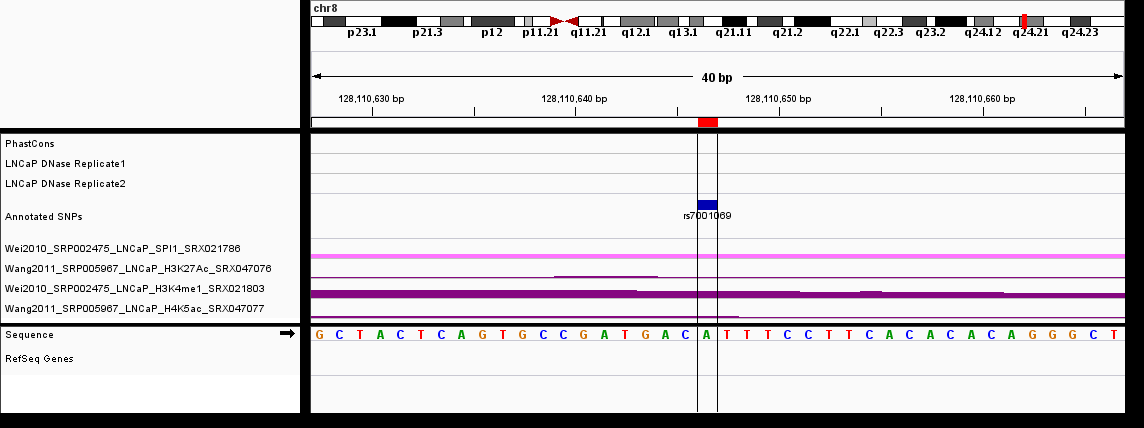 chr8
p23.1 p21.3 p12 p11.21 q11.21 q12.1 q13.1 q21.11 q21.2 q22.1 q22.3 q23.2 q24.12 q24.21 q24.23
40 bp
128,110,630 bp 128,110,640 bp 128,110,650 bp 128,110,660 bp
PhastCons
LNCaP DNase Replicate1
LNCaP DNase Replicate2
Annotated SNPs
rs7001069
Wei2010_SRP002475_LNCaP_SPI1_SRX021786
Wang2011_SRP005967_LNCaP_H3K27Ac_SRX047076
Wei2010_SRP002475_LNCaP_H3K4me1_SRX021803
Wang2011_SRP005967_LNCaP_H4K5ac_SRX047077
Sequence G C T A C T C A G T G C C G A T G A C A T T T C C T T C A C A C A C A G G G C T
RefSeq Genes